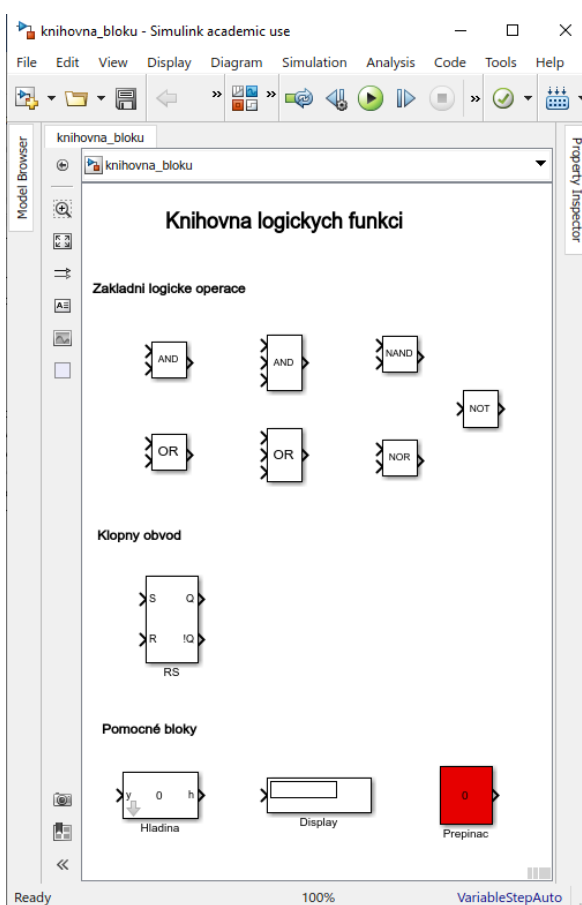 knihovna_bloku - Simulink academic use
File Edit View Display Diagram Simulation Analysis Code Tools Help
» » »
Model Browser
knihovna_bloku
knihovna_bloku
Property Inspector
Knihovna logickych funkci
Zakladni logicke operace
AND AND NAND
NOT
OR OR NOR
Klopny obvod
S Q
R !Q
RS
Pomocné bloky
y 0 h 0
Hladina Display Prepinac
Ready 100% VariableStepAuto